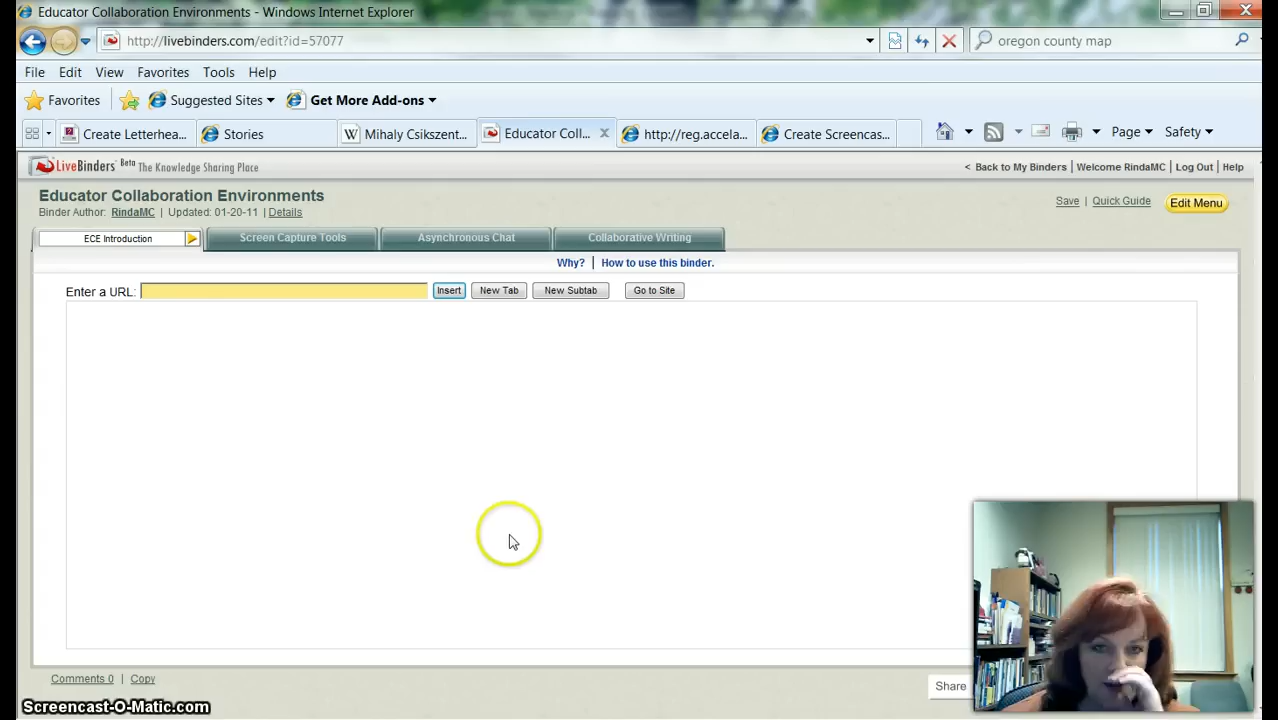 Educator Collaboration Environments - Windows Internet Explorer
http://livebinders.com/edit?id=57077
oregon county map
File Edit View Favorites Tools Help
Favorites Suggested Sites Get More Add-ons
Create Letterhea... Stories Mihaly Csikszent... Educator Coll... http://reg.accela... Create Screencas... Page Safety
LiveBinders Beta The Knowledge Sharing Place < Back to My Binders | Welcome RindaMC | Log Out | Help
Educator Collaboration Environments
Binder Author: RindaMC | Updated: 01-20-11 | Details
Save | Quick Guide Edit Menu
ECE Introduction Screen Capture Tools Asynchronous Chat Collaborative Writing
Why? | How to use this binder.
Enter a URL: Insert New Tab New Subtab Go to Site
Comments 0 Copy
Share
Screencast-O-Matic.com